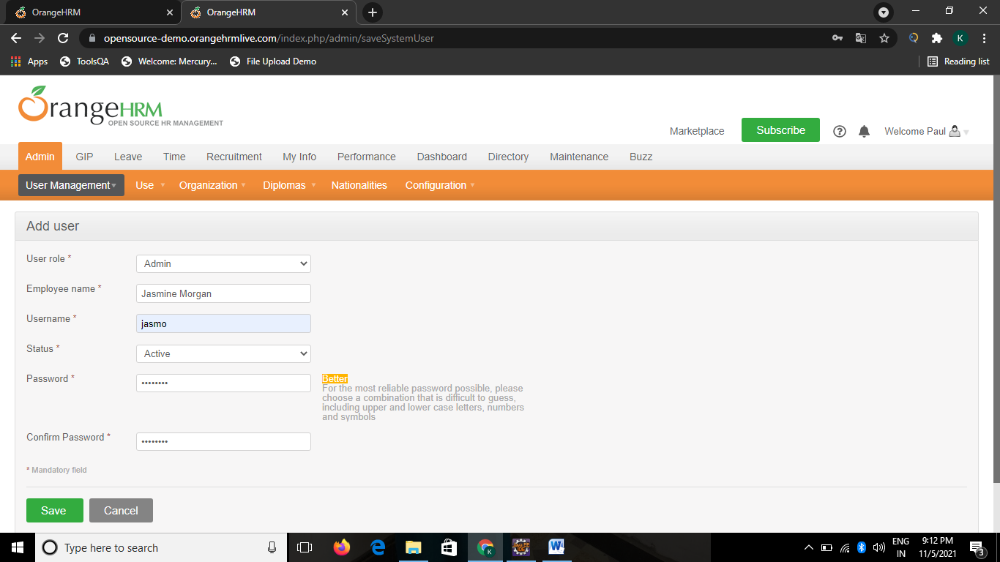 OrangeHRM
OrangeHRM
opensource-demo.orangehrmlive.com/index.php/admin/saveSystemUser
K
Apps
ToolsQA
Welcome: Mercury...
File Upload Demo
Reading list
OrangeHRM
OPEN SOURCE HR MANAGEMENT
Marketplace
Subscribe
Welcome Paul
Admin
GIP
Leave
Time
Recruitment
My Info
Performance
Dashboard
Directory
Maintenance
Buzz
User Management
Use
Organization
Diplomas
Nationalities
Configuration
Add user
User role *
Admin
Employee name *
Jasmine Morgan
Username *
jasmo
Status *
Active
Password *
••••••••
Better
For the most reliable password possible, please
choose a combination that is difficult to guess,
including upper and lower case letters, numbers
and symbols
Confirm Password *
••••••••
* Mandatory field
Save
Cancel
Type here to search
K
Java EE
IDE
W
ENG
IN
9:12 PM
11/5/2021
3